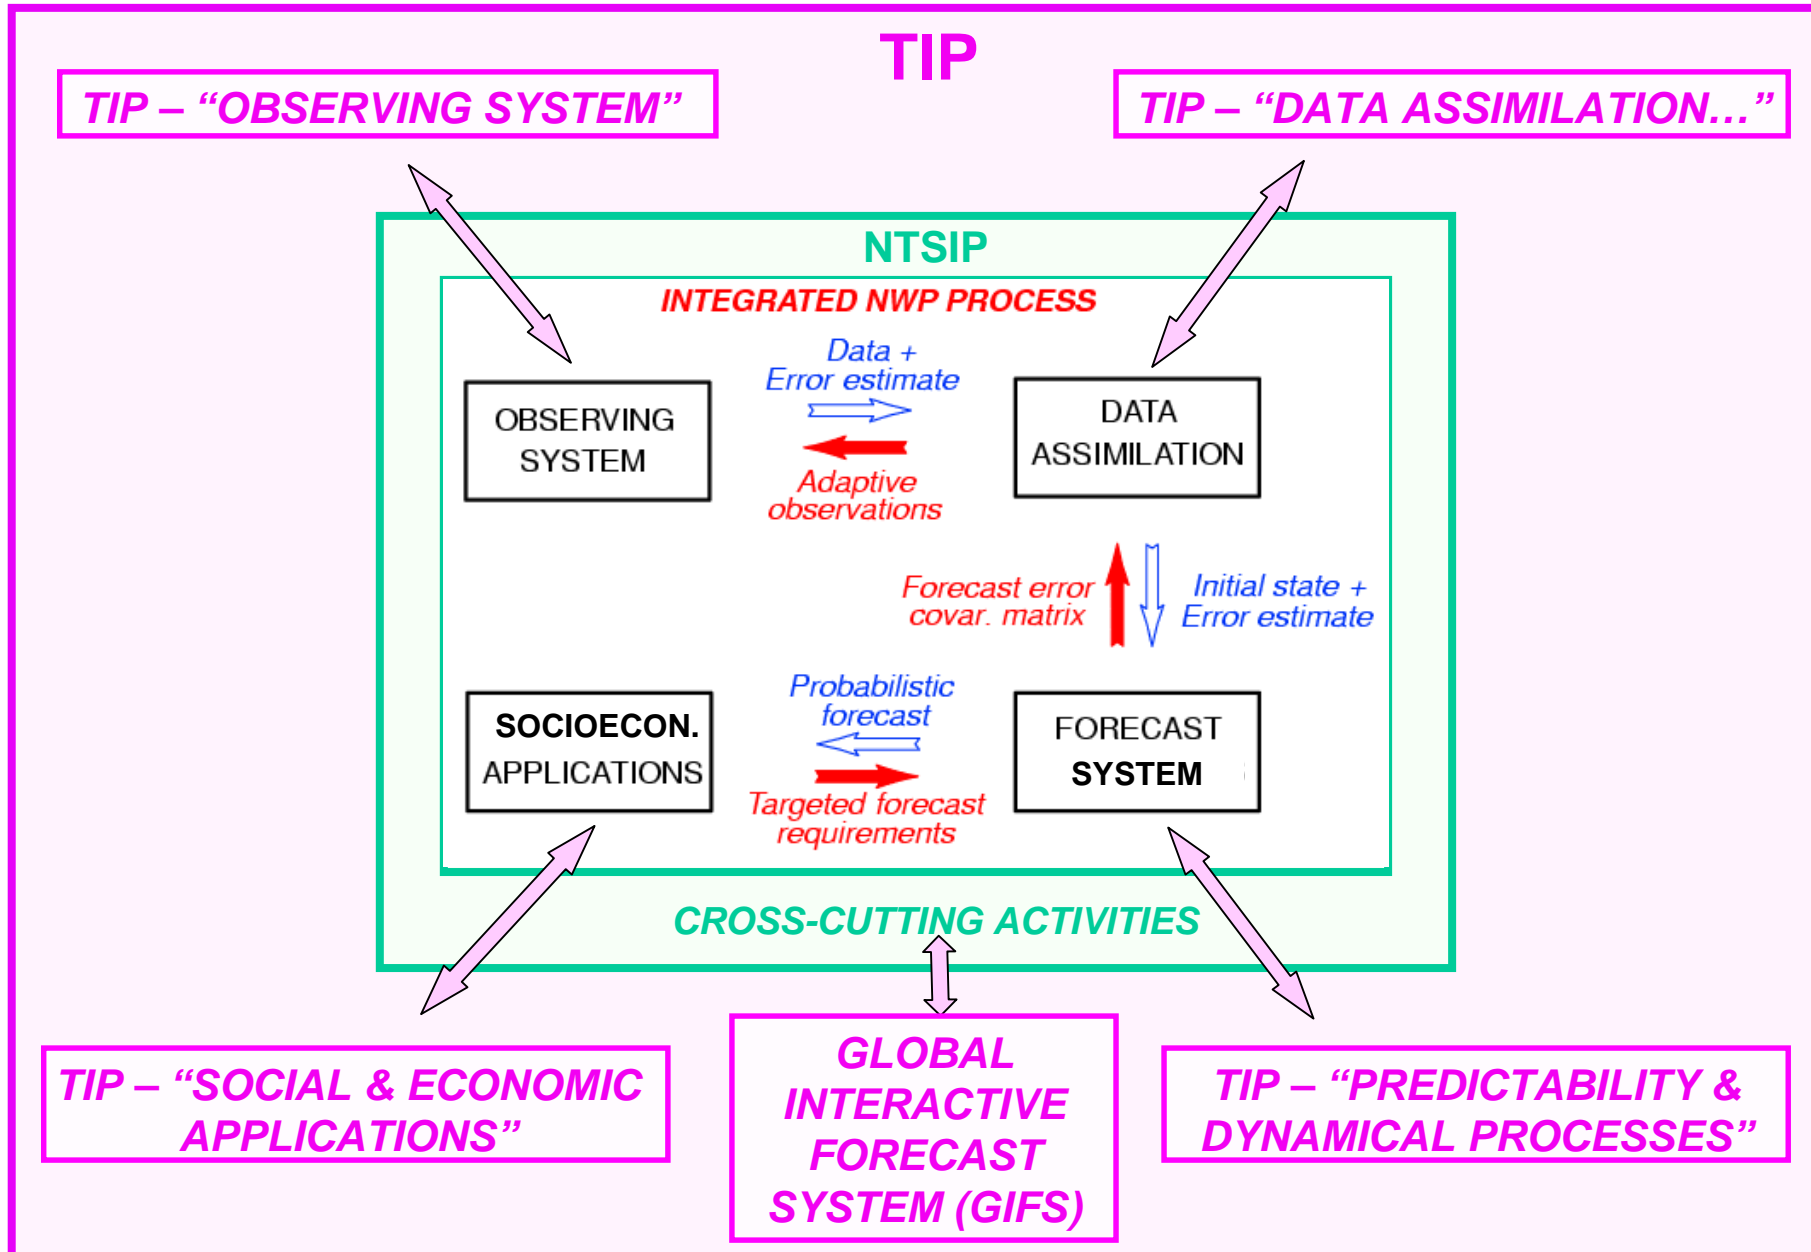 TIP
TIP – “OBSERVING SYSTEM”
TIP – “DATA ASSIMILATION…”
NTSIP
INTEGRATED NWP PROCESS
OBSERVING
SYSTEM
Data +
Error estimate
Adaptive
observations
DATA
ASSIMILATION
Forecast error
covar. matrix
Initial state +
Error estimate
SOCIOECON.
APPLICATIONS
Probabilistic
forecast
Targeted forecast
requirements
FORECAST
SYSTEM
CROSS-CUTTING ACTIVITIES
TIP – “SOCIAL & ECONOMIC
APPLICATIONS”
GLOBAL
INTERACTIVE
FORECAST
SYSTEM (GIFS)
TIP – “PREDICTABILITY &
DYNAMICAL PROCESSES”